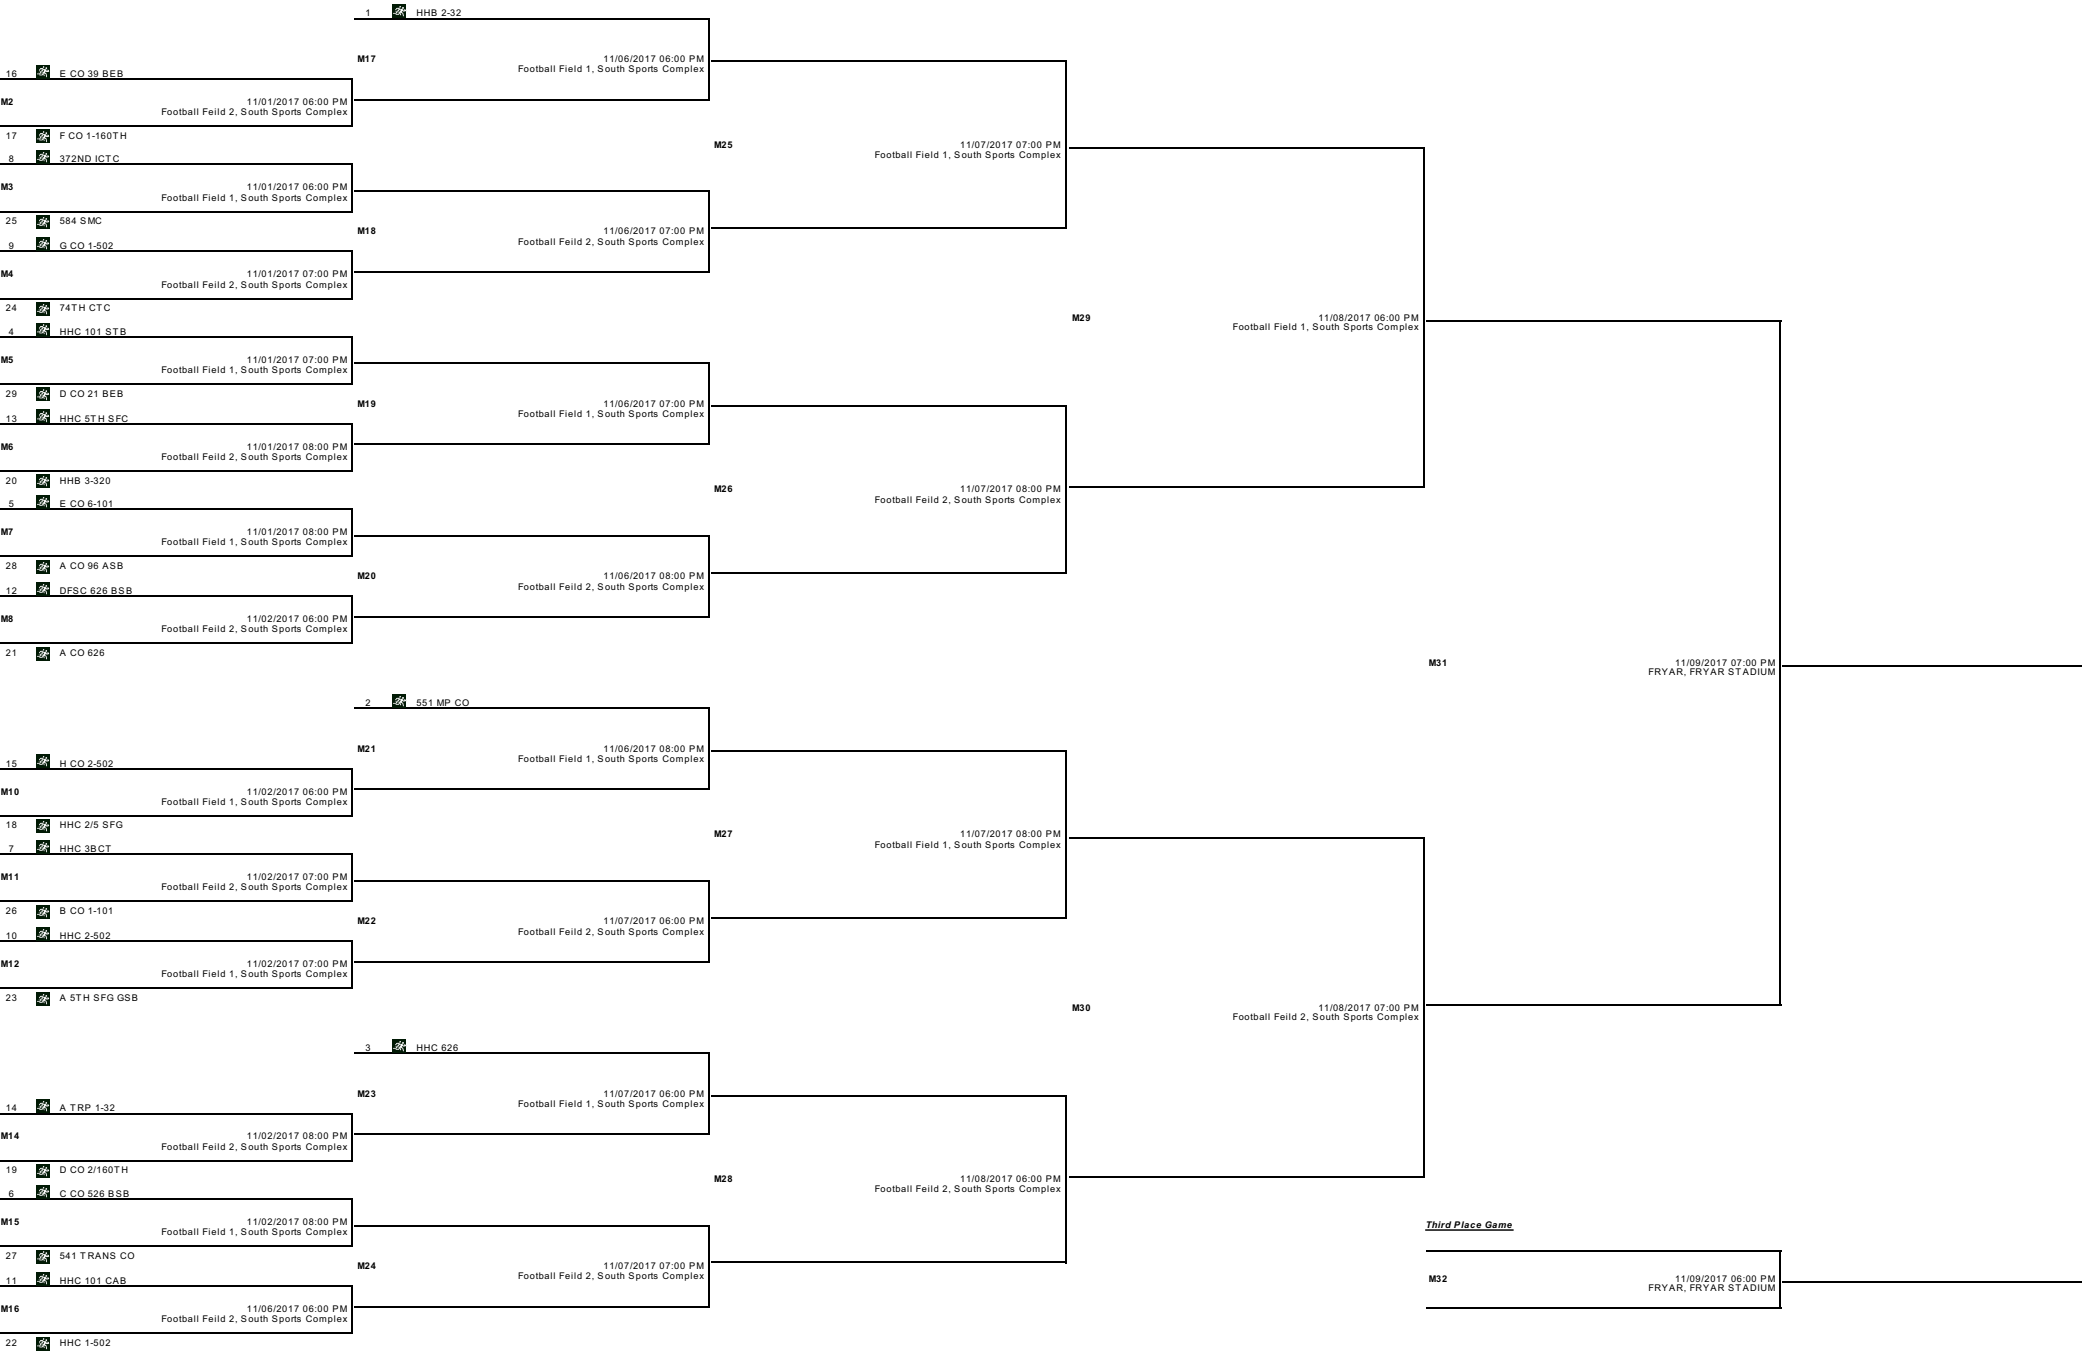 1 HHB 2-32
M17 11/06/2017 06:00 PM
Football Field 1, South Sports Complex
16 E CO 39 BEB
M2 11/01/2017 06:00 PM
Football Feild 2, South Sports Complex
17 F CO 1-160TH
M25 11/07/2017 07:00 PM
Football Field 1, South Sports Complex
8 372ND ICTC
M3 11/01/2017 06:00 PM
Football Field 1, South Sports Complex
25 584 SMC
M18 11/06/2017 07:00 PM
Football Feild 2, South Sports Complex
9 G CO 1-502
M4 11/01/2017 07:00 PM
Football Feild 2, South Sports Complex
24 74TH CTC
M29 11/08/2017 06:00 PM
Football Field 1, South Sports Complex
4 HHC 101 STB
M5 11/01/2017 07:00 PM
Football Field 1, South Sports Complex
29 D CO 21 BEB
M19 11/06/2017 07:00 PM
Football Field 1, South Sports Complex
13 HHC 5TH SFC
M6 11/01/2017 08:00 PM
Football Feild 2, South Sports Complex
20 HHB 3-320
M26 11/07/2017 08:00 PM
Football Feild 2, South Sports Complex
5 E CO 6-101
M7 11/01/2017 08:00 PM
Football Field 1, South Sports Complex
28 A CO 96 ASB
M20 11/06/2017 08:00 PM
Football Feild 2, South Sports Complex
12 DFSC 626 BSB
M8 11/02/2017 06:00 PM
Football Feild 2, South Sports Complex
21 A CO 626
M31 11/09/2017 07:00 PM
FRYAR, FRYAR STADIUM
2 551 MP CO
M21 11/06/2017 08:00 PM
Football Field 1, South Sports Complex
15 H CO 2-502
M10 11/02/2017 06:00 PM
Football Field 1, South Sports Complex
18 HHC 2/5 SFG
M27 11/07/2017 08:00 PM
Football Field 1, South Sports Complex
7 HHC 3BCT
M11 11/02/2017 07:00 PM
Football Feild 2, South Sports Complex
26 B CO 1-101
M22 11/07/2017 06:00 PM
Football Feild 2, South Sports Complex
10 HHC 2-502
M12 11/02/2017 07:00 PM
Football Field 1, South Sports Complex
23 A 5TH SFG GSB
M30 11/08/2017 07:00 PM
Football Feild 2, South Sports Complex
3 HHC 626
M23 11/07/2017 06:00 PM
Football Field 1, South Sports Complex
14 A TRP 1-32
M14 11/02/2017 08:00 PM
Football Feild 2, South Sports Complex
19 D CO 2/160TH
M28 11/08/2017 06:00 PM
Football Feild 2, South Sports Complex
6 C CO 526 BSB
M15 11/02/2017 08:00 PM
Football Field 1, South Sports Complex
27 541 TRANS CO
M24 11/07/2017 07:00 PM
Football Feild 2, South Sports Complex
11 HHC 101 CAB
M16 11/06/2017 06:00 PM
Football Feild 2, South Sports Complex
22 HHC 1-502
Third Place Game
M32 11/09/2017 06:00 PM
FRYAR, FRYAR STADIUM